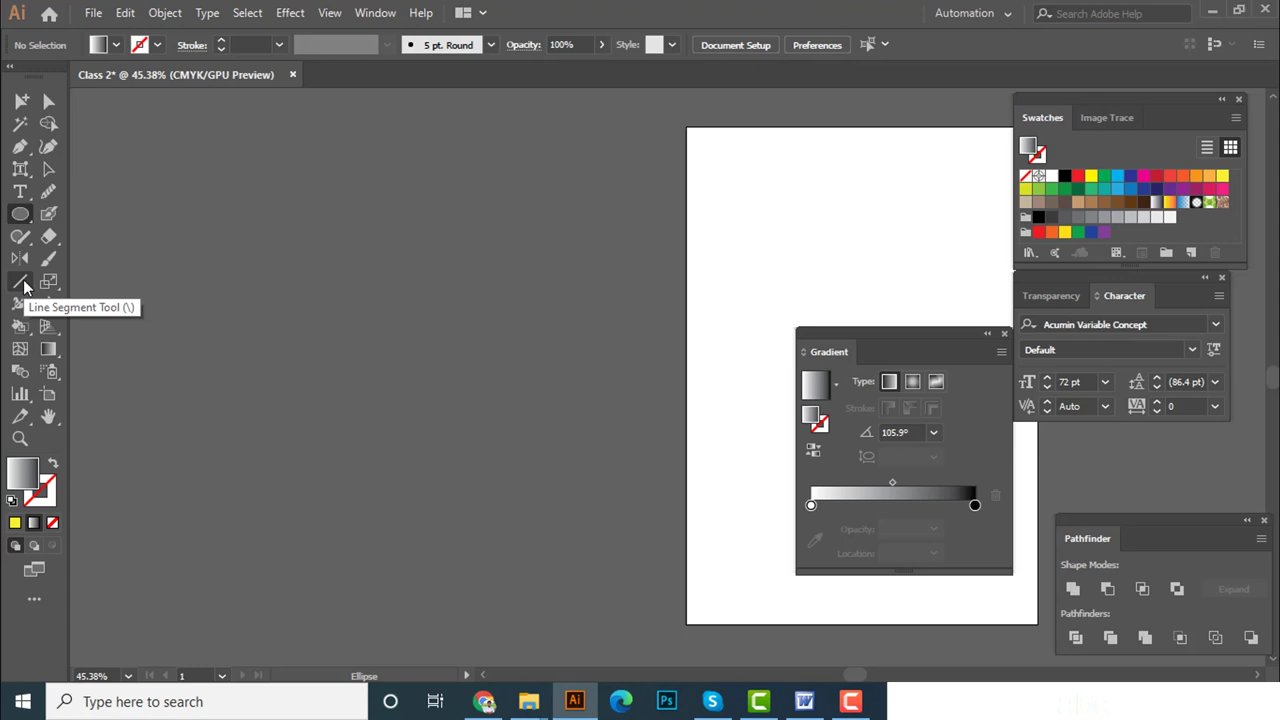 Ai File Edit Object Type Select Effect View Window Help Automation Search Adobe Help
No Selection Stroke: 5 pt. Round Opacity: 100% Style: Document Setup Preferences
Class 2* @ 45.38% (CMYK/GPU Preview)
Swatches Image Trace
Line Segment Tool (\)
Transparency Character
Acumin Variable Concept
Default
72 pt (86.4 pt)
Auto 0
Gradient
Type:
Stroke:
105.9°
Opacity:
Location:
Pathfinder
Shape Modes:
Expand
Pathfinders:
45.38% 1 Ellipse
Type here to search Ai Ps